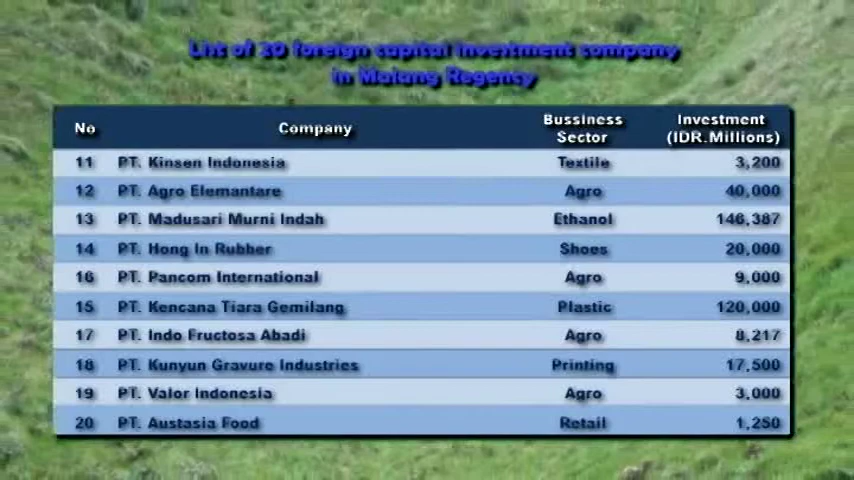 List of 20 foreign capital investment company
in Malang Regency
No Company Bussiness Sector Investment (IDR.Millions)
11 PT. Kinsen Indonesia Textile 3,200
12 PT. Agro Elemantare Agro 40,000
13 PT. Madusari Murni Indah Ethanol 146,387
14 PT. Hong In Rubber Shoes 20,000
16 PT. Pancom International Agro 9,000
15 PT. Kencana Tiara Gemilang Plastic 120,000
17 PT. Indo Fructosa Abadi Agro 8,217
18 PT. Kunyun Gravure Industries Printing 17,500
19 PT. Valor Indonesia Agro 3,000
20 PT. Austasia Food Retail 1,250